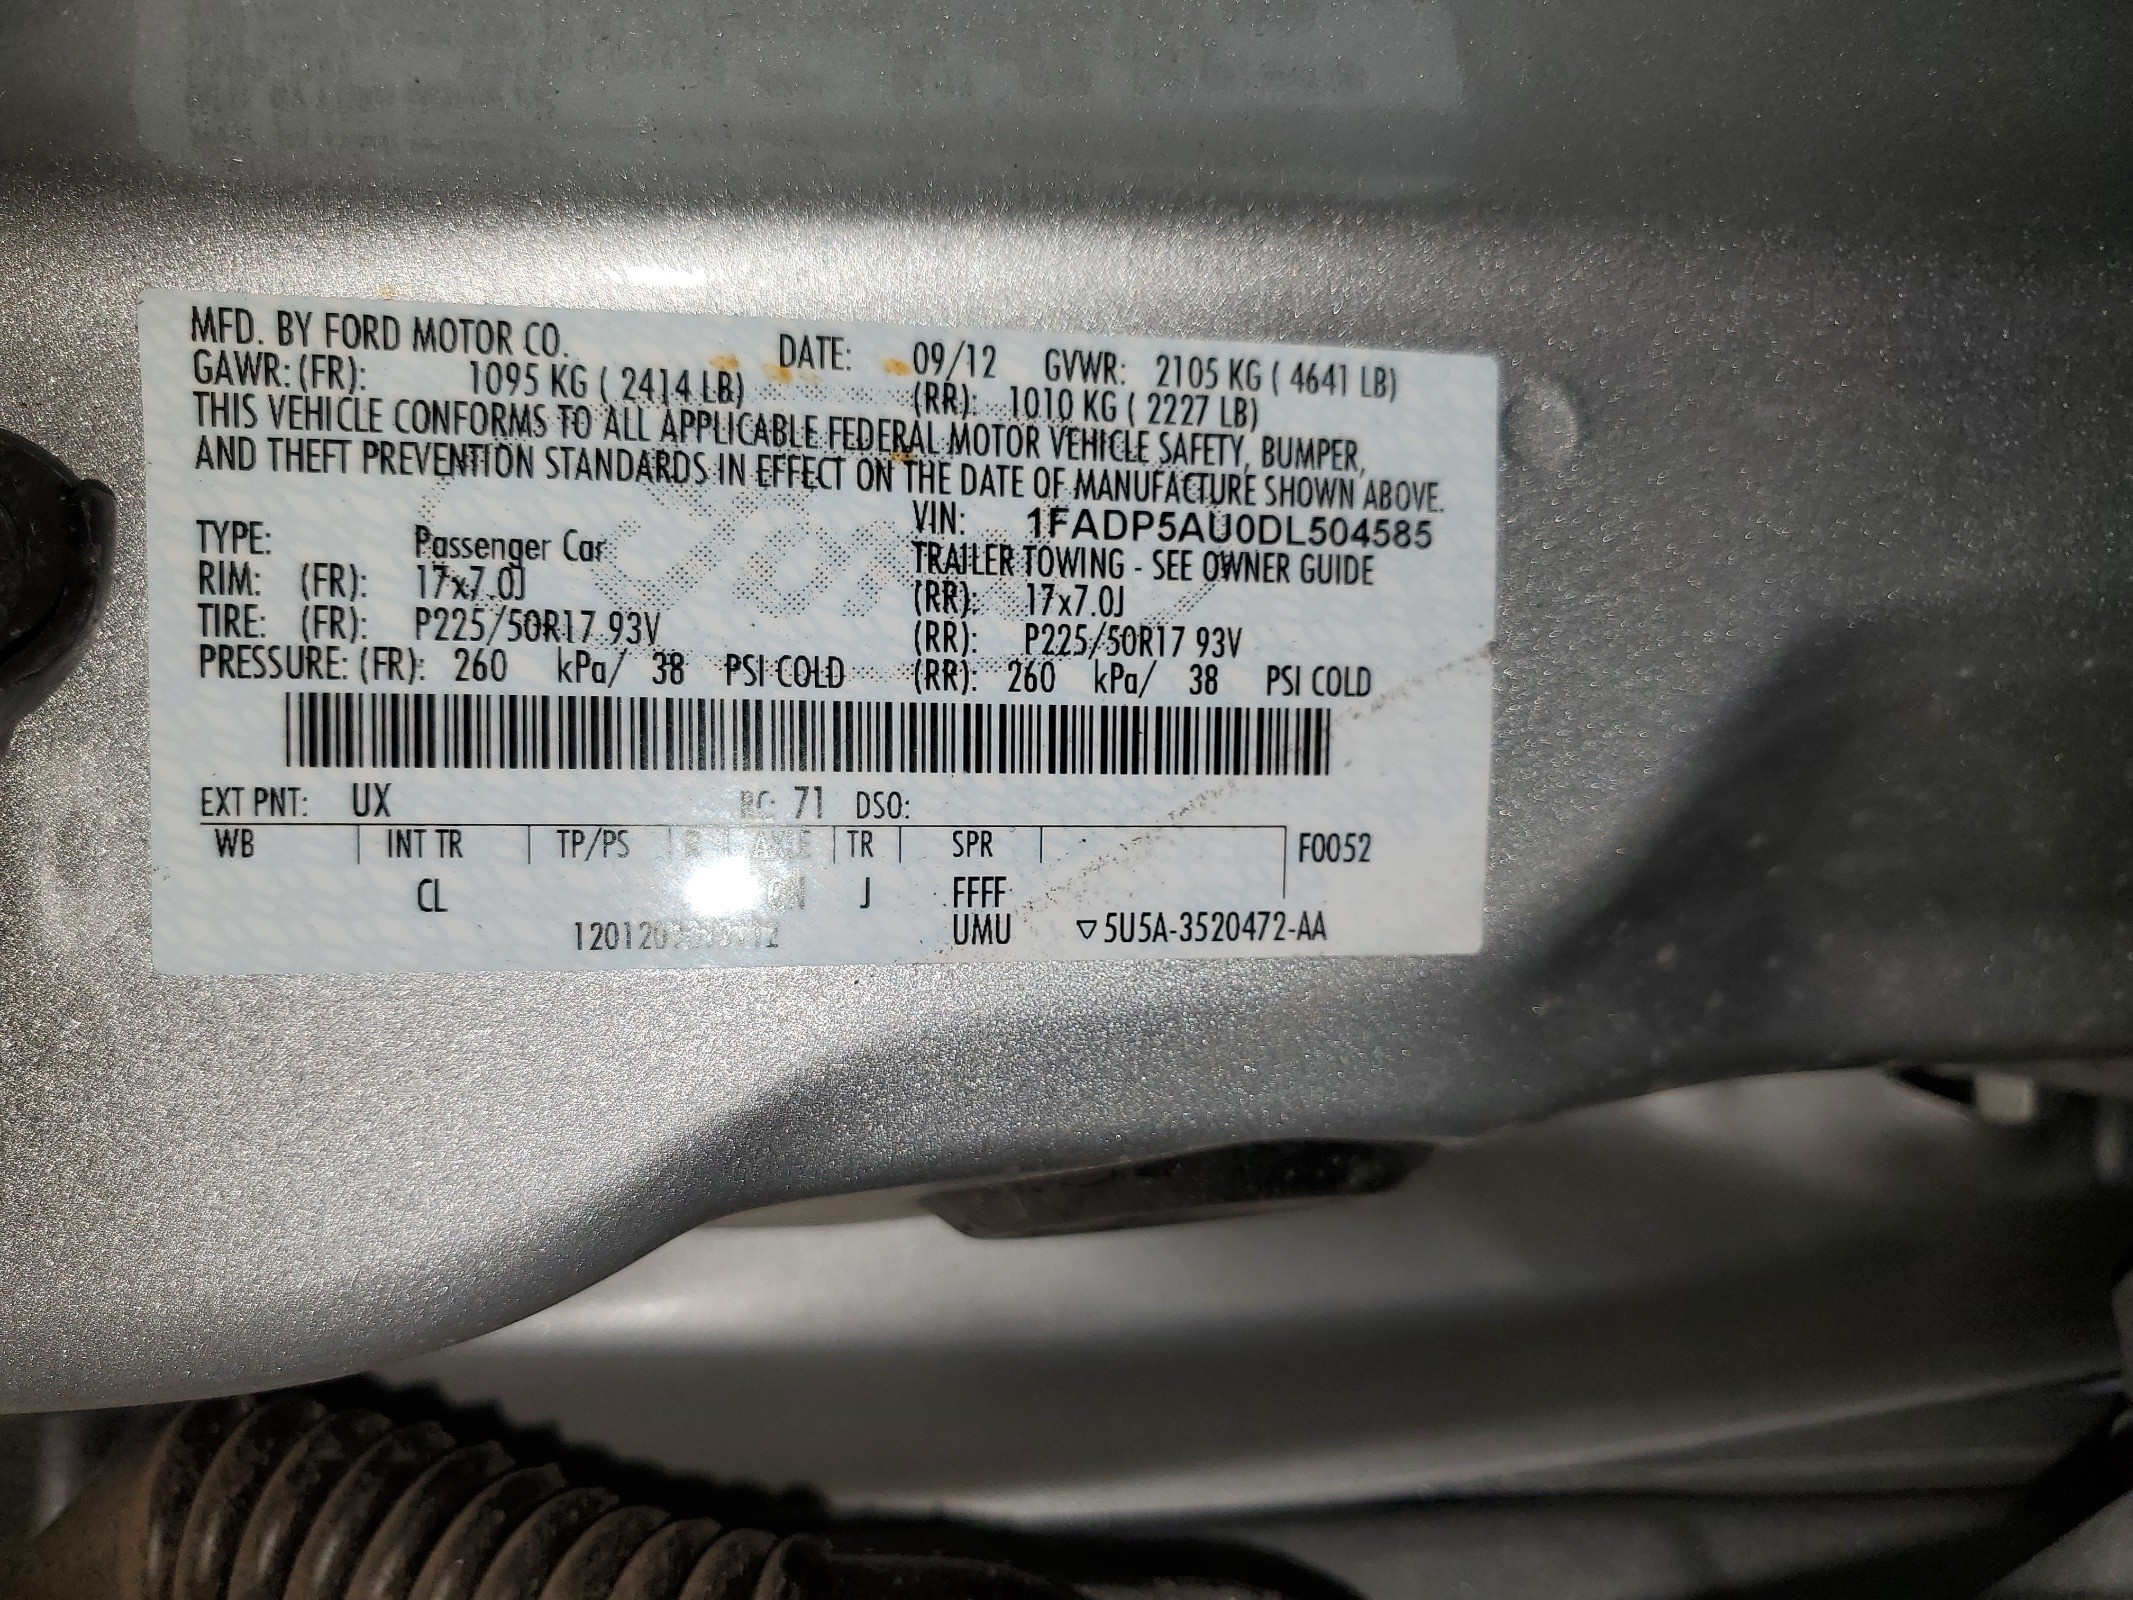 MFD. BY FORD MOTOR CO. DATE: 09/12 GVWR: 2105 KG ( 4641 LB)
GAWR: (FR): 1095 KG ( 2414 LB) (RR): 1010 KG ( 2227 LB)
THIS VEHICLE CONFORMS TO ALL APPLICABLE FEDERAL MOTOR VEHICLE SAFETY, BUMPER,
AND THEFT PREVENTION STANDARDS IN EFFECT ON THE DATE OF MANUFACTURE SHOWN ABOVE.
VIN: 1FADP5AU0DL504585
TYPE: Passenger Car TRAILER TOWING - SEE OWNER GUIDE
RIM: (FR): 17x7.0J (RR): 17x7.0J
TIRE: (FR): P225/50R17 93V (RR): P225/50R17 93V
PRESSURE: (FR): 260 kPa/ 38 PSI COLD (RR): 260 kPa/ 38 PSI COLD
EXT PNT: UX RC: 71 DSO:
WB INT TR TP/PS R AXLE TR SPR F0052
CL J FFFF
UMU ▽ 5U5A-3520472-AA